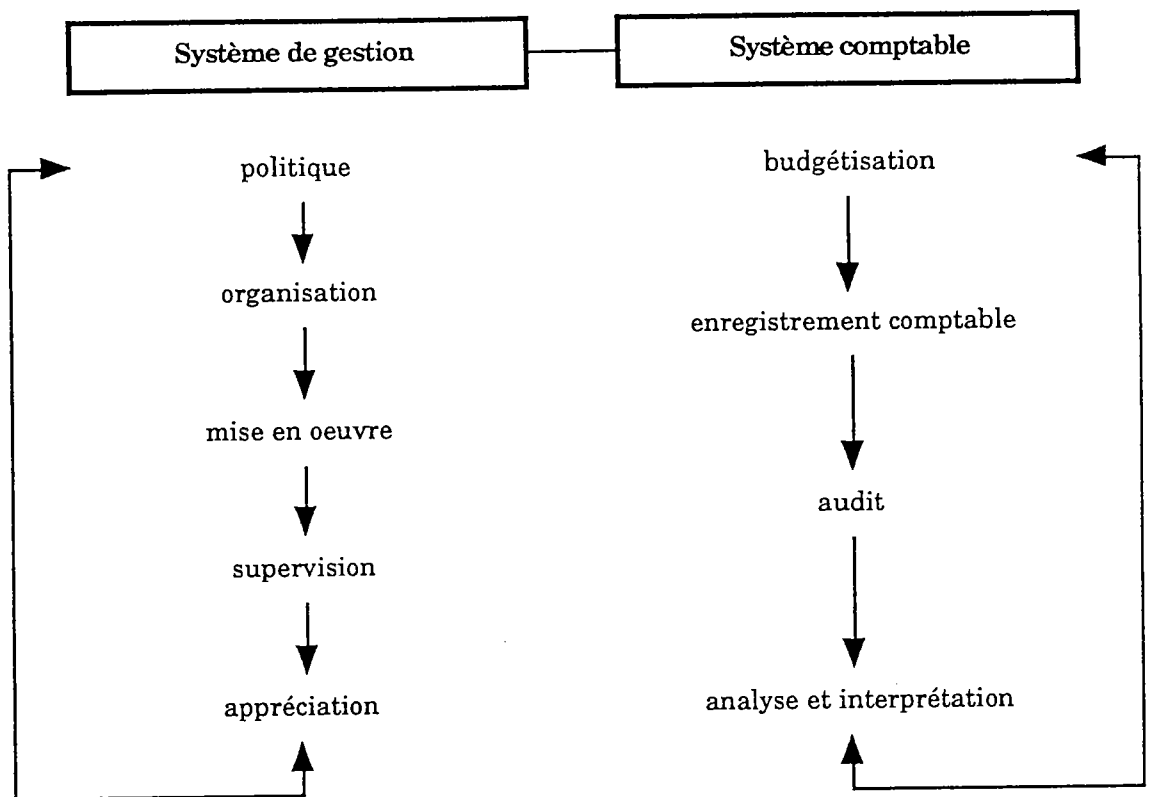 Système de gestion
Système comptable
politique
organisation
mise en oeuvre
supervision
appréciation
budgétisation
enregistrement comptable
audit
analyse et interprétation